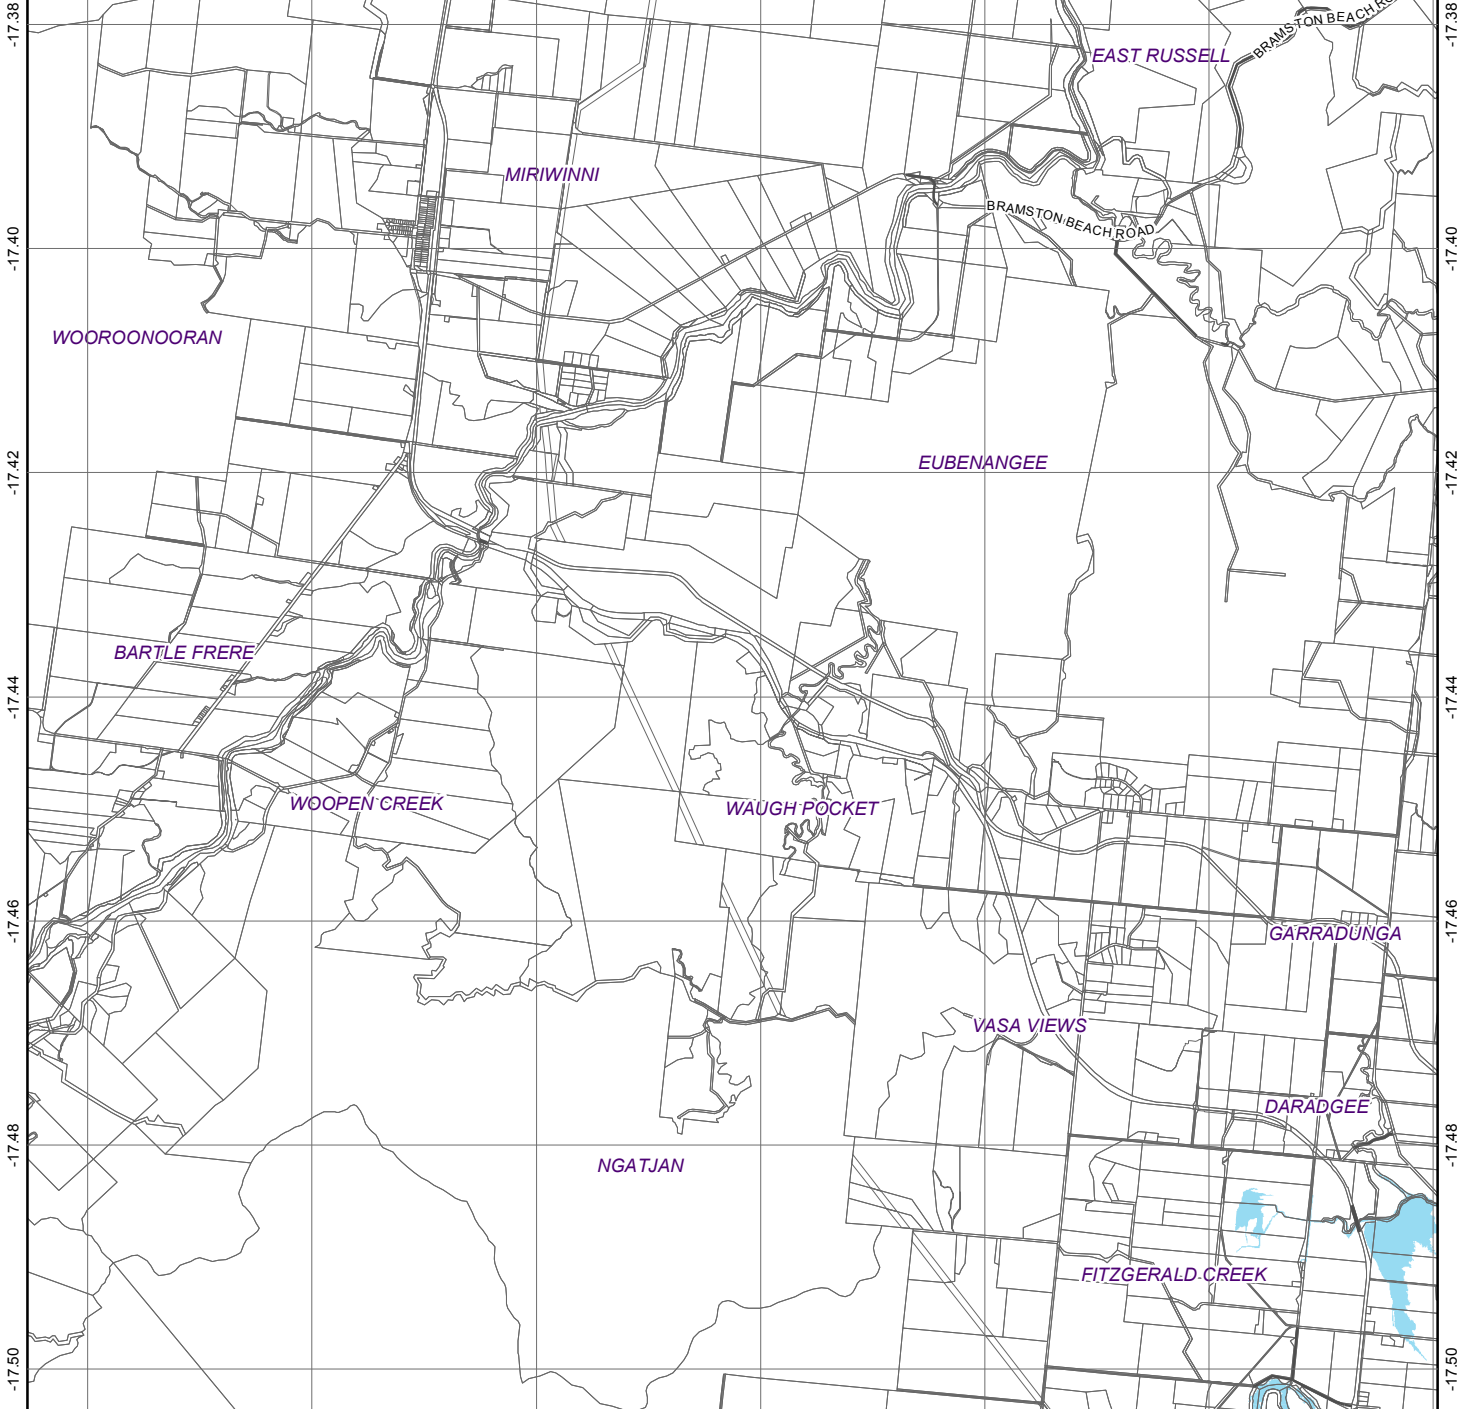 -17.38
-17.38
BRAMSTON BEACH RO
EAST RUSSELL
MIRIWINNI
BRAMSTON BEACH ROAD
-17.40
-17.40
WOOROONOORAN
-17.42
EUBENANGEE
-17.42
BARTLE FRERE
-17.44
-17.44
WOOPEN CREEK
WAUGH POCKET
-17.46
-17.46
GARRADUNGA
VASA VIEWS
DARADGEE
-17.48
-17.48
NGATJAN
FITZGERALD CREEK
-17.50
-17.50